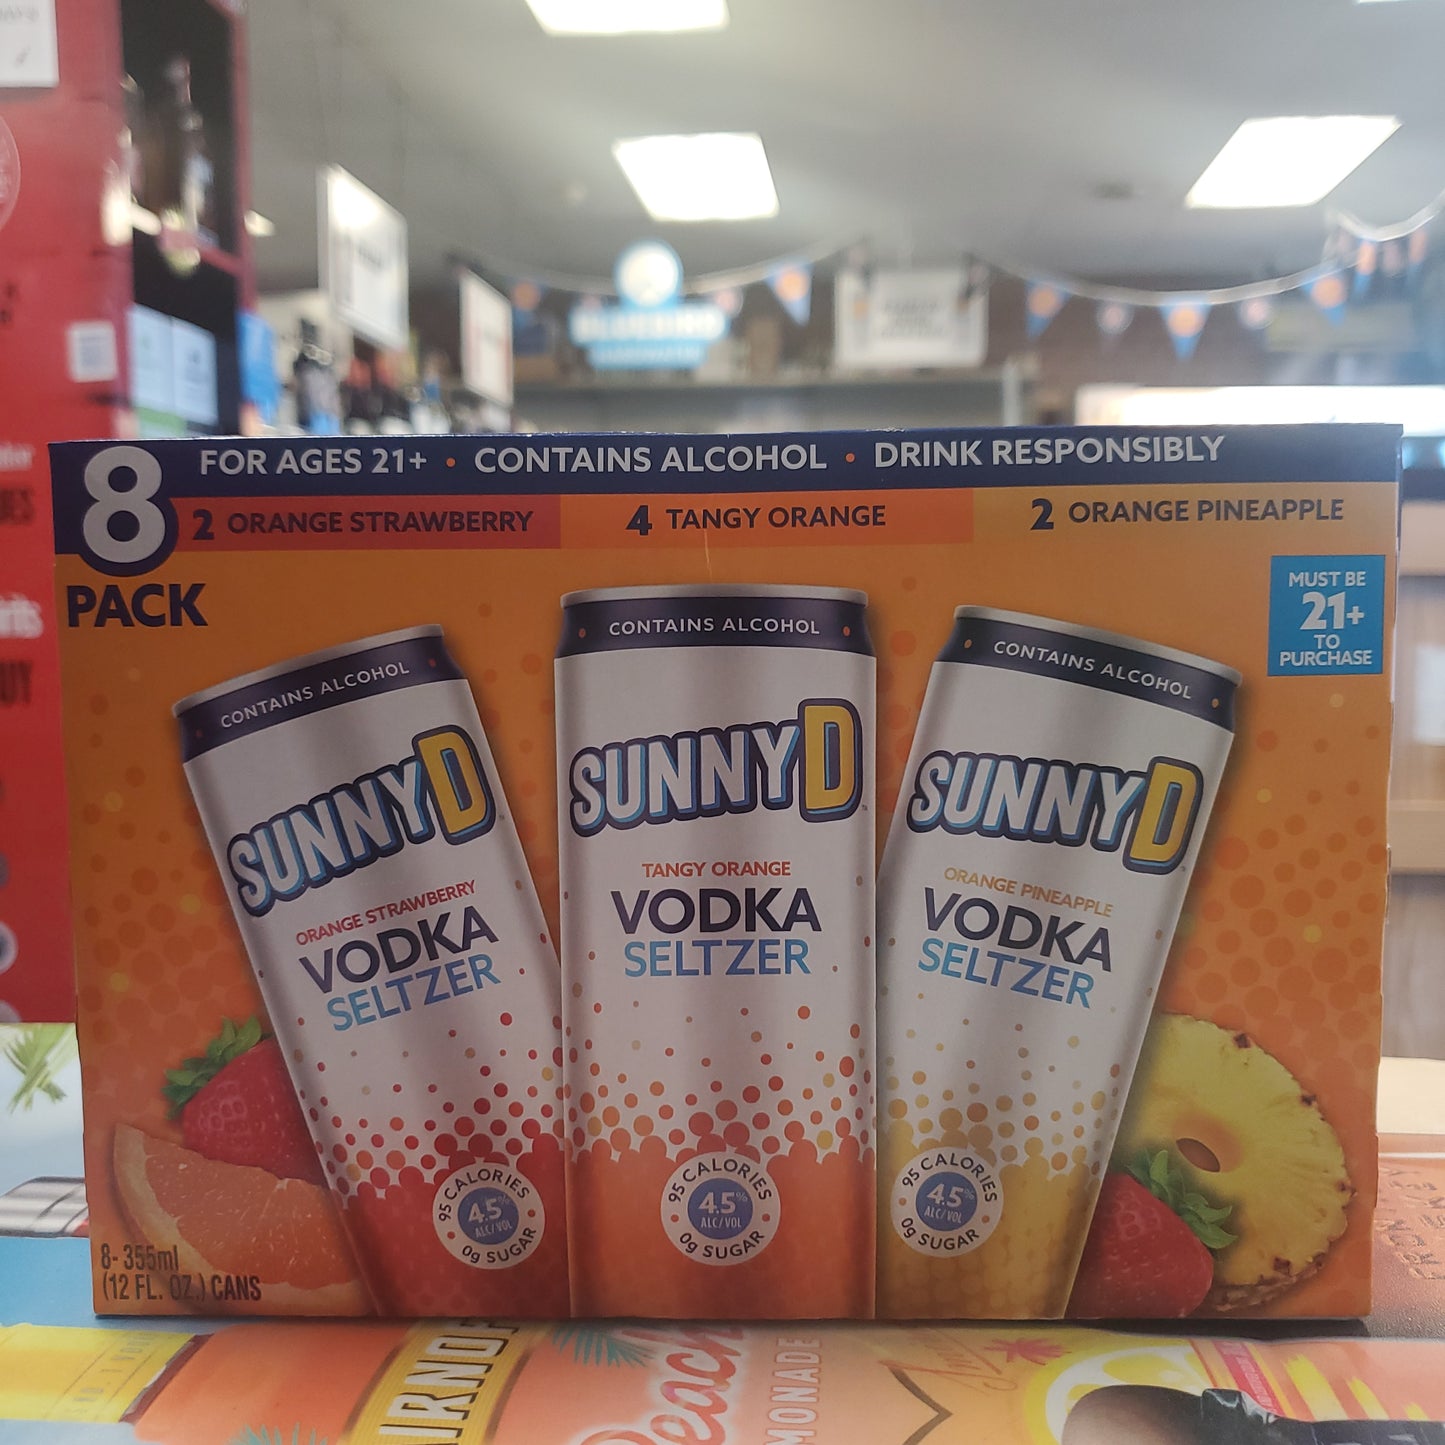 8 PACK
FOR AGES 21+ • CONTAINS ALCOHOL • DRINK RESPONSIBLY
2 ORANGE STRAWBERRY
4 TANGY ORANGE
2 ORANGE PINEAPPLE
MUST BE
21+
TO
PURCHASE
CONTAINS ALCOHOL
SUNNYD
ORANGE STRAWBERRY
VODKA
SELTZER
95 CALORIES
4.5%
ALC/VOL
0g SUGAR
CONTAINS ALCOHOL
SUNNYD
TANGY ORANGE
VODKA
SELTZER
95 CALORIES
4.5%
ALC/VOL
0g SUGAR
CONTAINS ALCOHOL
SUNNYD
ORANGE PINEAPPLE
VODKA
SELTZER
95 CALORIES
4.5%
ALC/VOL
0g SUGAR
8- 355ml
(12 FL. OZ.) CANS
Peach
MONADE